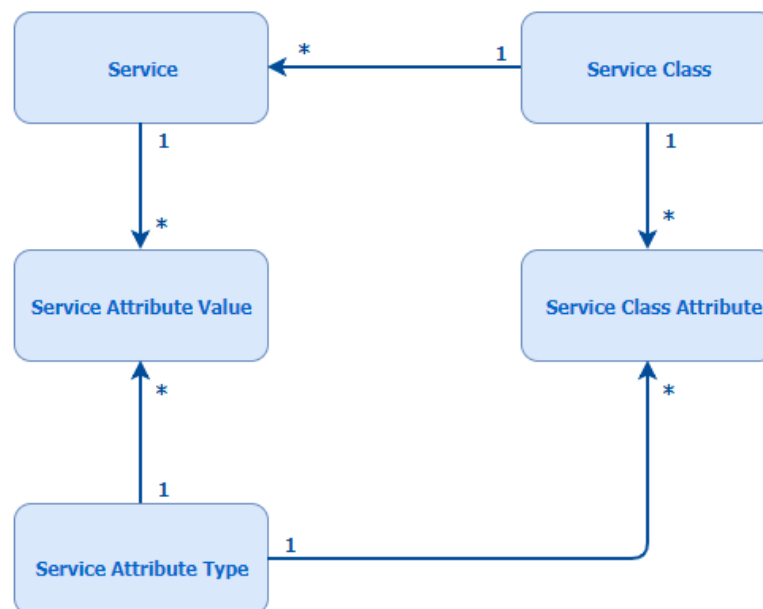 Service
* 1
Service Class
1
1
*
*
Service Attribute Value
Service Class Attribute
*
*
1
1
Service Attribute Type